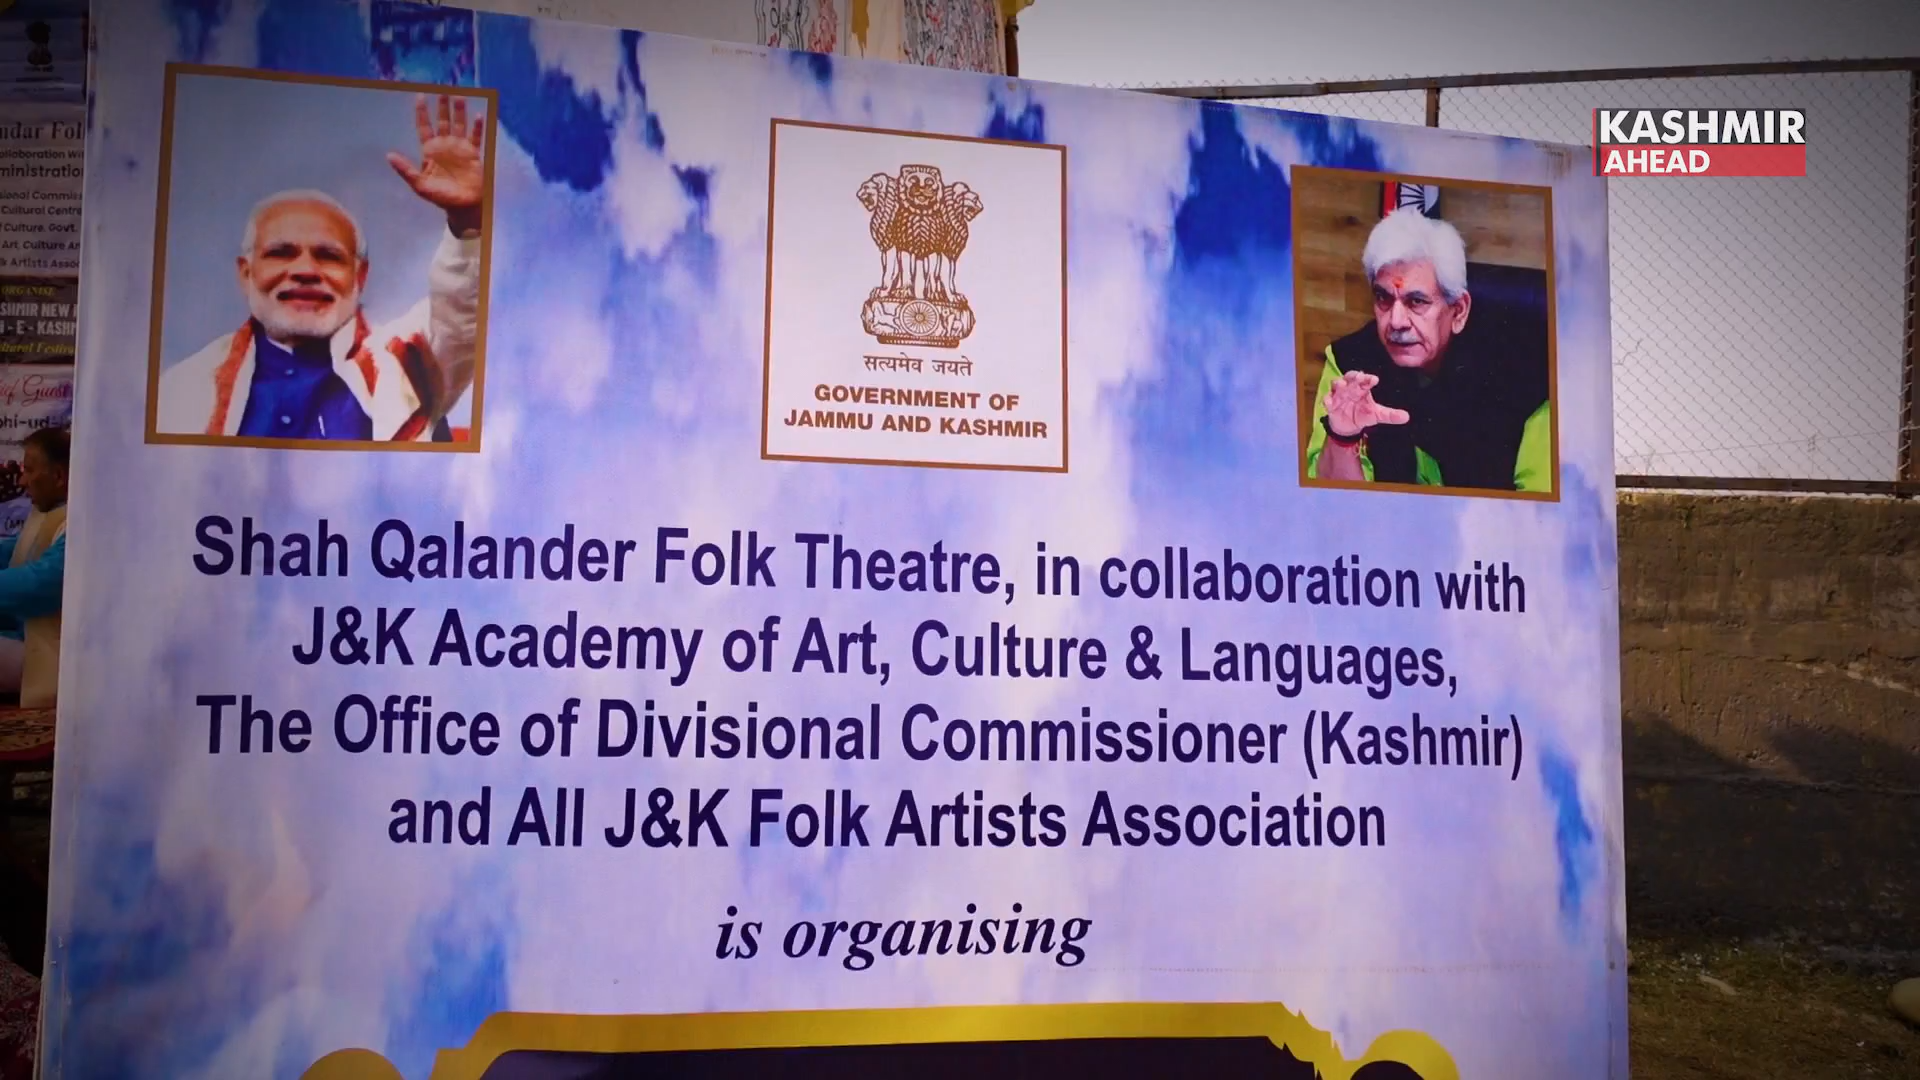 KASHMIR
AHEAD
सत्यमेव जयते
GOVERNMENT OF
JAMMU AND KASHMIR
Shah Qalander Folk Theatre, in collaboration with
J&K Academy of Art, Culture & Languages,
The Office of Divisional Commissioner (Kashmir)
and All J&K Folk Artists Association
is organising
ORGANISE